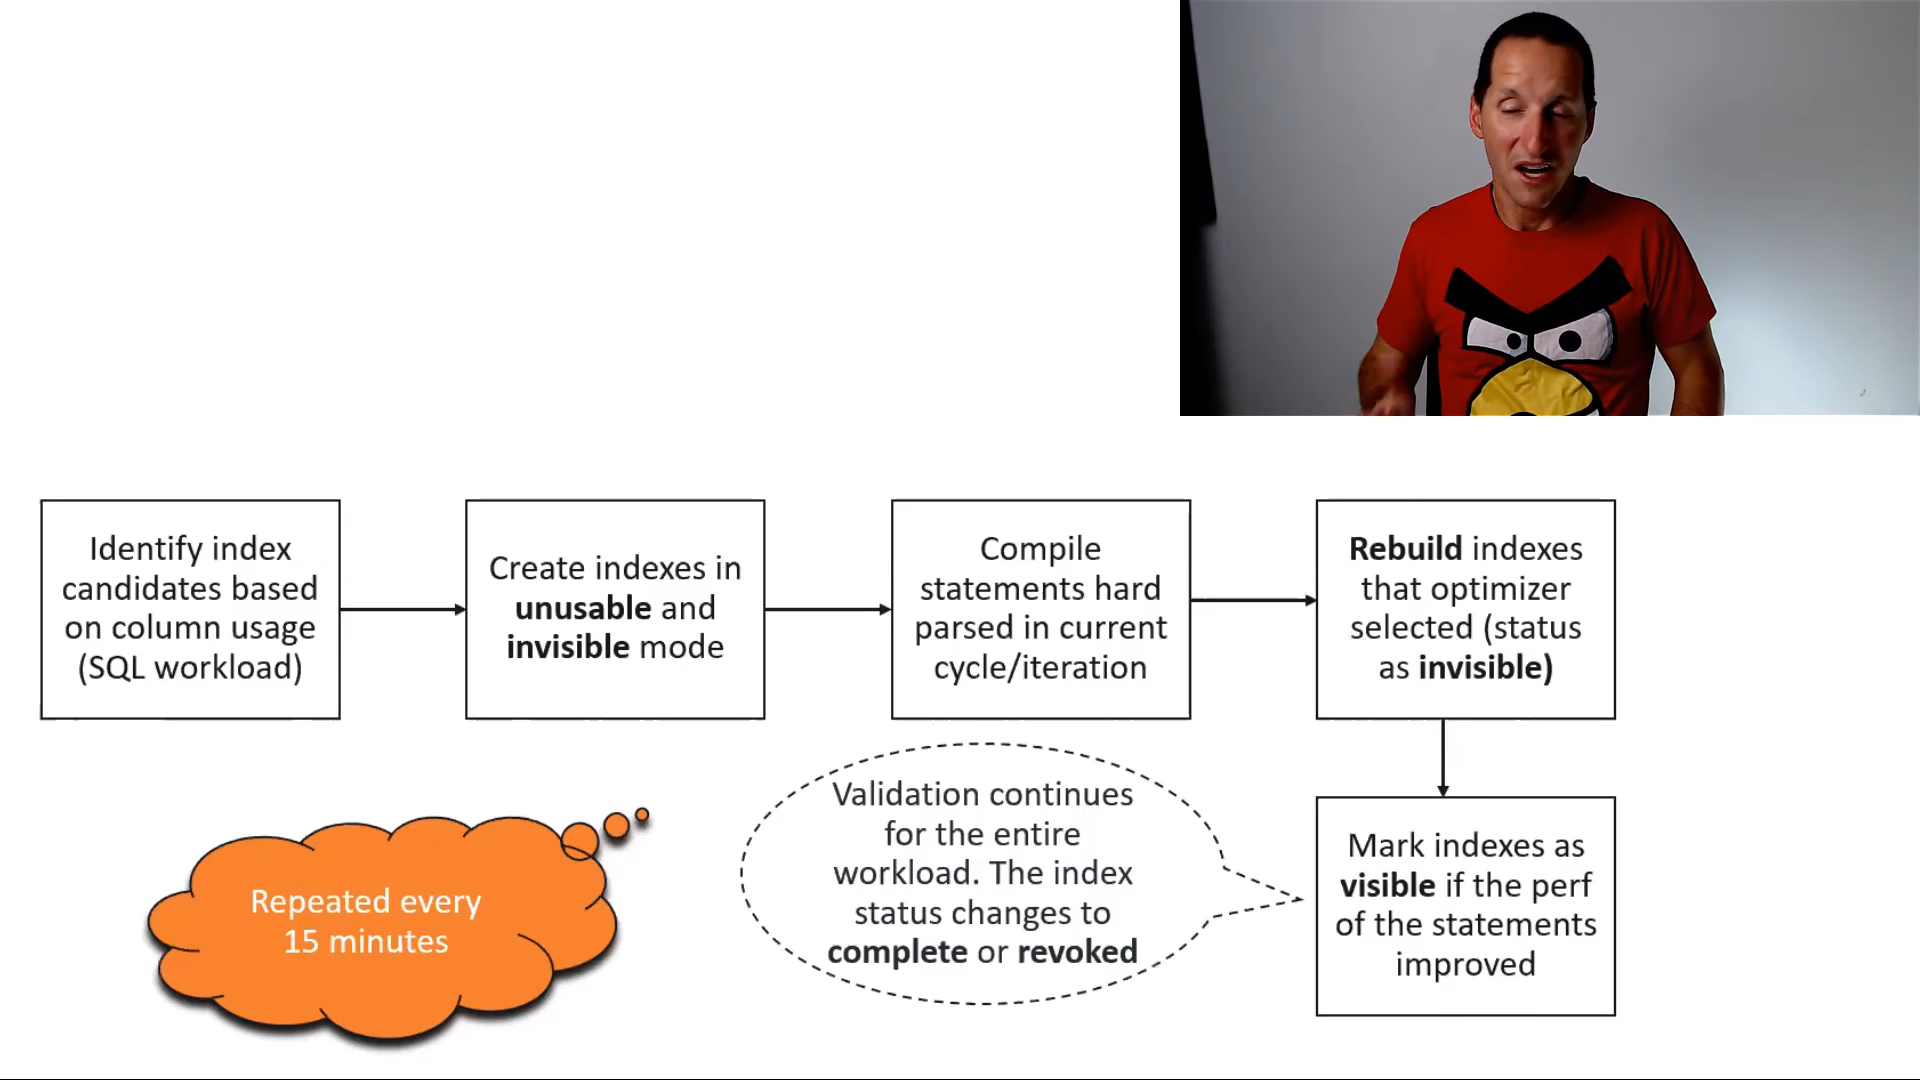 Identify index
candidates based
on column usage
(SQL workload)
Create indexes in
unusable and
invisible mode
Compile
statements hard
parsed in current
cycle/iteration
Rebuild indexes
that optimizer
selected (status
as invisible)
Mark indexes as
visible if the perf
of the statements
improved
Validation continues
for the entire
workload. The index
status changes to
complete or revoked
Repeated every
15 minutes